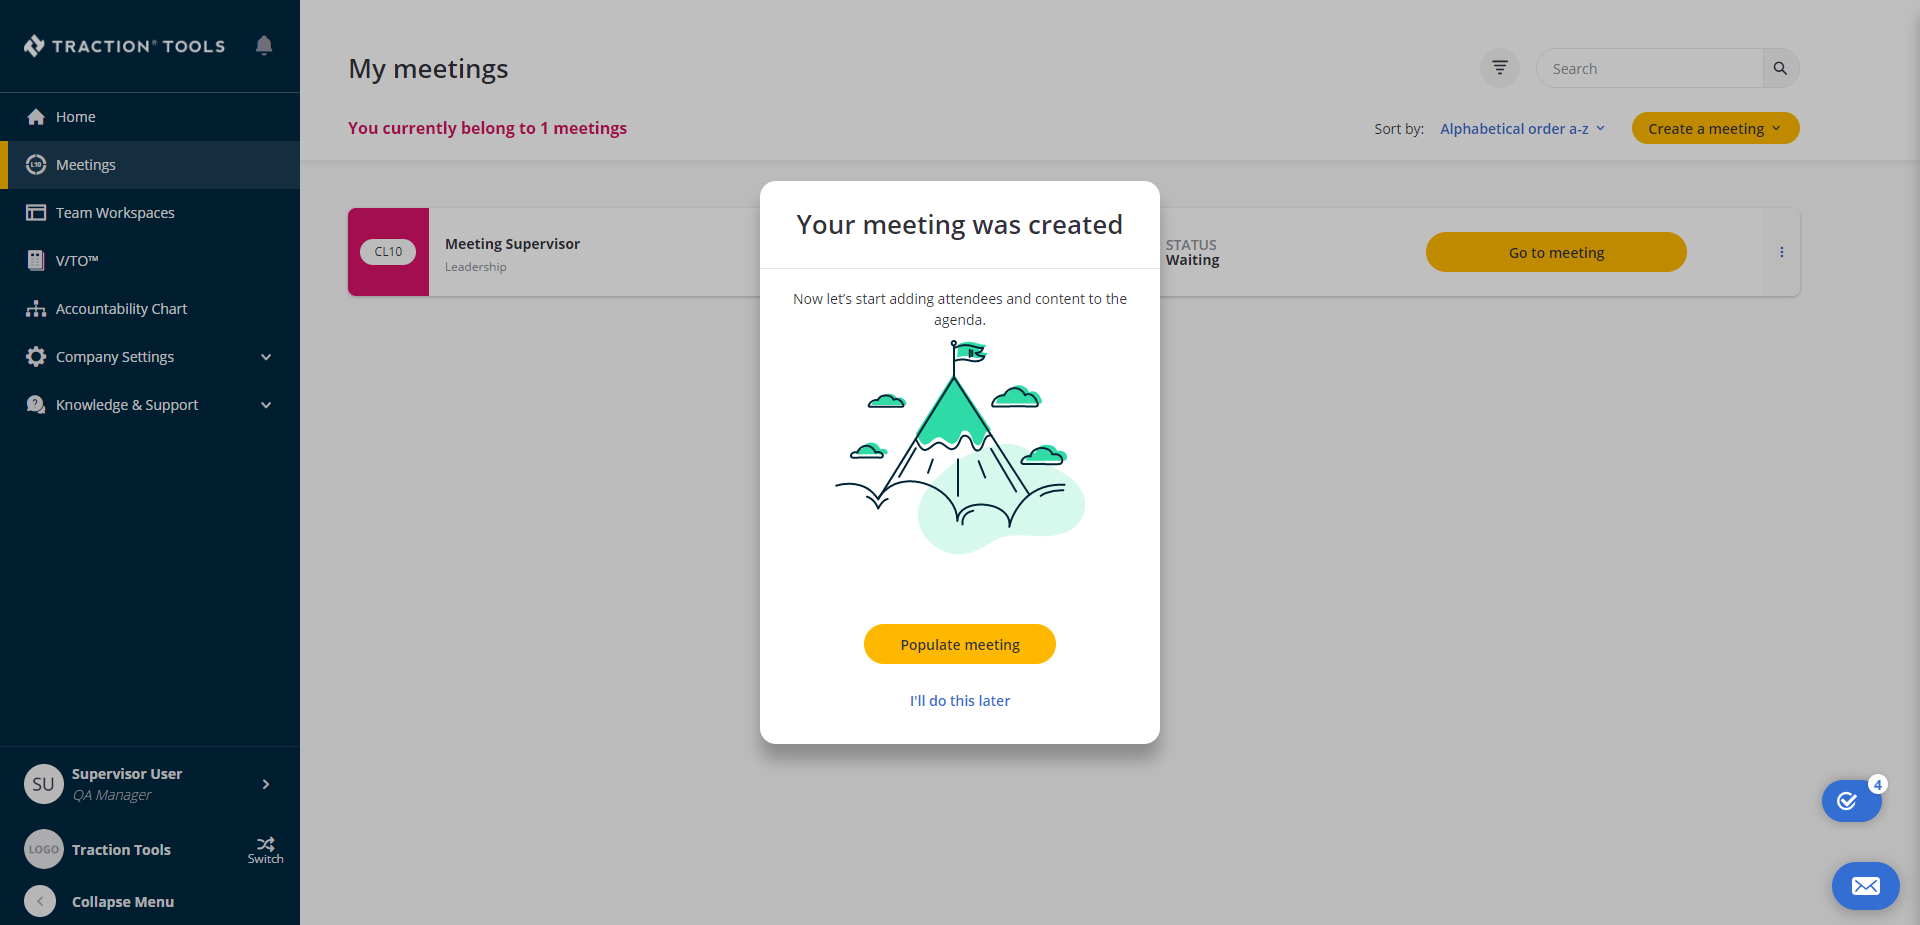 TRACTION® TOOLS
Home
L10
Meetings
Team Workspaces
V/TO™
Accountability Chart
Company Settings
?
Knowledge & Support
SU
Supervisor User
QA Manager
LOGO
Traction Tools
Switch
Collapse Menu
My meetings
Search
You currently belong to 1 meetings
Sort by:
Alphabetical order a-z
Create a meeting
CL10
Meeting Supervisor
Leadership
STATUS
Waiting
Go to meeting
Your meeting was created
Now let’s start adding attendees and content to the
agenda.
Populate meeting
I'll do this later
4